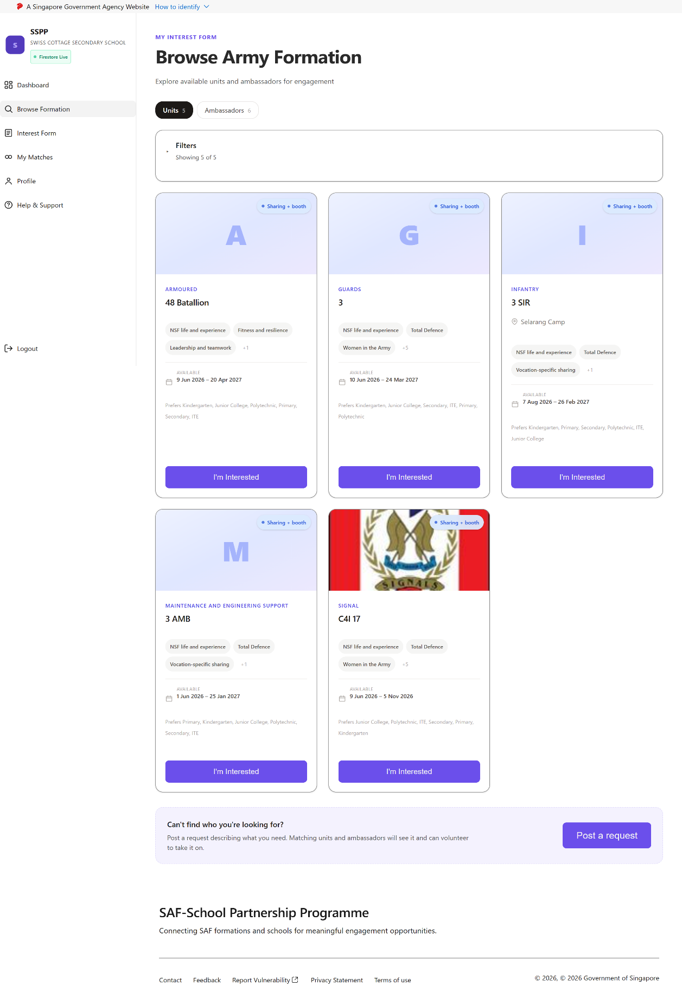 A Singapore Government Agency Website How to identify
SSPP
SWISS COTTAGE SECONDARY SCHOOL
S
Firestore Live
Dashboard
Browse Formation
Interest Form
My Matches
Profile
Help & Support
Logout
MY INTEREST FORM
Browse Army Formation
Explore available units and ambassadors for engagement
Units 5
Ambassadors 6
Filters
Showing 5 of 5
Sharing + booth
A
ARMOURED
48 Batallion
NSF life and experience
Fitness and resilience
Leadership and teamwork
+1
AVAILABLE
9 Jun 2026 – 20 Apr 2027
Prefers Kindergarten, Junior College, Polytechnic, Primary,
Secondary, ITE
I'm Interested
Sharing + booth
G
GUARDS
3
NSF life and experience
Total Defence
Women in the Army
+5
AVAILABLE
10 Jun 2026 – 24 Mar 2027
Prefers Kindergarten, Junior College, Secondary, ITE, Primary,
Polytechnic
I'm Interested
Sharing + booth
I
INFANTRY
3 SIR
Selarang Camp
NSF life and experience
Total Defence
Vocation-specific sharing
+1
AVAILABLE
7 Aug 2026 – 26 Feb 2027
Prefers Kindergarten, Primary, Secondary, Polytechnic, ITE,
Junior College
I'm Interested
Sharing + booth
M
MAINTENANCE AND ENGINEERING SUPPORT
3 AMB
NSF life and experience
Total Defence
Vocation-specific sharing
+1
AVAILABLE
1 Jun 2026 – 25 Jan 2027
Prefers Primary, Kindergarten, Junior College, Polytechnic,
Secondary, ITE
I'm Interested
Sharing + booth
SIGNALS
SIGNAL
C4I 17
NSF life and experience
Total Defence
Women in the Army
+5
AVAILABLE
9 Jun 2026 – 5 Nov 2026
Prefers Junior College, Polytechnic, ITE, Secondary, Primary,
Kindergarten
I'm Interested
Can't find who you're looking for?
Post a request describing what you need. Matching units and ambassadors will see it and can volunteer
to take it on.
Post a request
SAF-School Partnership Programme
Connecting SAF formations and schools for meaningful engagement opportunities.
Contact
Feedback
Report Vulnerability
Privacy Statement
Terms of use
© 2026, © 2026 Government of Singapore